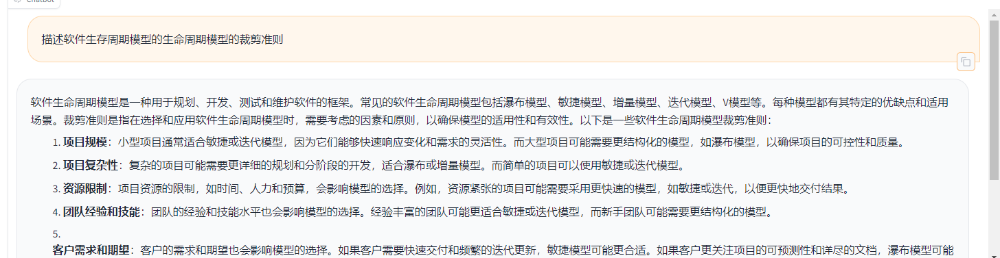 Chatbot
描述软件生存周期模型的生命周期模型的裁剪准则
软件生命周期模型是一种用于规划、开发、测试和维护软件的框架。常见的软件生命周期模型包括瀑布模型、敏捷模型、增量模型、迭代模型、V模型等。每种模型都有其特定的优缺点和适用
场景。裁剪准则是指在选择和应用软件生命周期模型时，需要考虑的因素和原则，以确保模型的适用性和有效性。以下是一些软件生命周期模型裁剪准则：
1. 项目规模：小型项目通常适合敏捷或迭代模型，因为它们能够快速响应变化和需求的灵活性。而大型项目可能需要更结构化的模型，如瀑布模型，以确保项目的可控性和质量。
2. 项目复杂性：复杂的项目可能需要更详细的规划和分阶段的开发，适合瀑布或增量模型。而简单的项目可以使用敏捷或迭代模型。
3. 资源限制：项目资源的限制，如时间、人力和预算，会影响模型的选择。例如，资源紧张的项目可能需要采用更快速的模型，如敏捷或迭代，以便更快地交付结果。
4. 团队经验和技能：团队的经验和技能水平也会影响模型的选择。经验丰富的团队可能更适合敏捷或迭代模型，而新手团队可能需要更结构化的模型。
5.
客户需求和期望：客户的需求和期望也会影响模型的选择。如果客户需要快速交付和频繁的迭代更新，敏捷模型可能更合适。如果客户更关注项目的可预测性和详尽的文档，瀑布模型可能